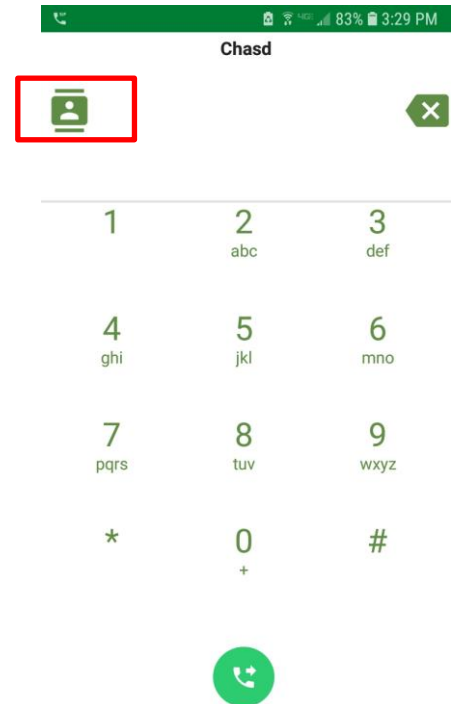 83% 3:29 PM
Chasd
1 2 3
abc def
4 5 6
ghi jkl mno
7 8 9
pqrs tuv wxyz
* 0 #
+